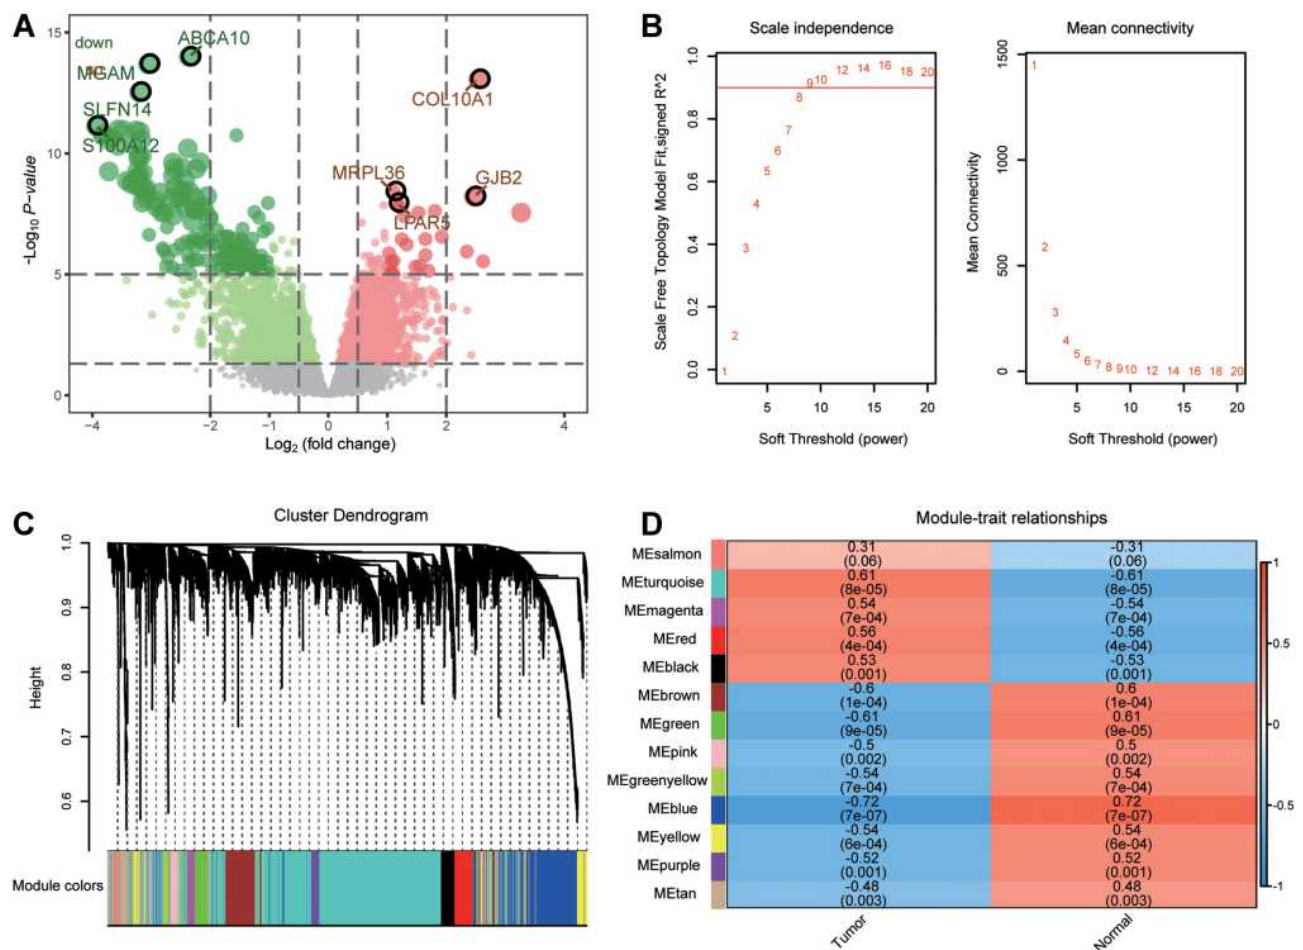 A
15
10
5
0
-Log10 P-value
down
ABCA10
MGAM
SLFN14
S100A12
COL10A1
MRPL36
GJB2
LPAR5
-4
-2
-1
0
1
2
4
Log2 (fold change)
B
Scale independence
Scale Free Topology Model Fit,signed R^2
1.0
0.8
0.6
0.4
0.2
0.0
1
2
3
4
5
6
7
8
9
10
12
14
16
18
20
5
10
15
20
Soft Threshold (power)
Mean connectivity
Mean Connectivity
1500
1000
500
0
1
2
3
4
5
6
7
8
9
10
12
14
16
18
20
5
10
15
20
Soft Threshold (power)
C
Cluster Dendrogram
Height
1.0
0.9
0.8
0.7
0.6
Module colors
D
Module-trait relationships
MEsalmon
0.31
(0.06)
-0.31
(0.06)
MEturquoise
0.61
(8e-05)
-0.61
(8e-05)
MEmagenta
0.54
(7e-04)
-0.54
(7e-04)
MEred
0.56
(4e-04)
-0.56
(4e-04)
MEblack
0.53
(0.001)
-0.53
(0.001)
MEbrown
-0.6
(1e-04)
0.6
(1e-04)
MEgreen
-0.61
(9e-05)
0.61
(9e-05)
MEpink
-0.5
(0.002)
0.5
(0.002)
MEgreenyellow
-0.54
(7e-04)
0.54
(7e-04)
MEblue
-0.72
(7e-07)
0.72
(7e-07)
MEyellow
-0.54
(6e-04)
0.54
(6e-04)
MEpurple
-0.52
(0.001)
0.52
(0.001)
MEtan
-0.48
(0.003)
0.48
(0.003)
Tumor
Normal
1
0.5
0
-0.5
-1